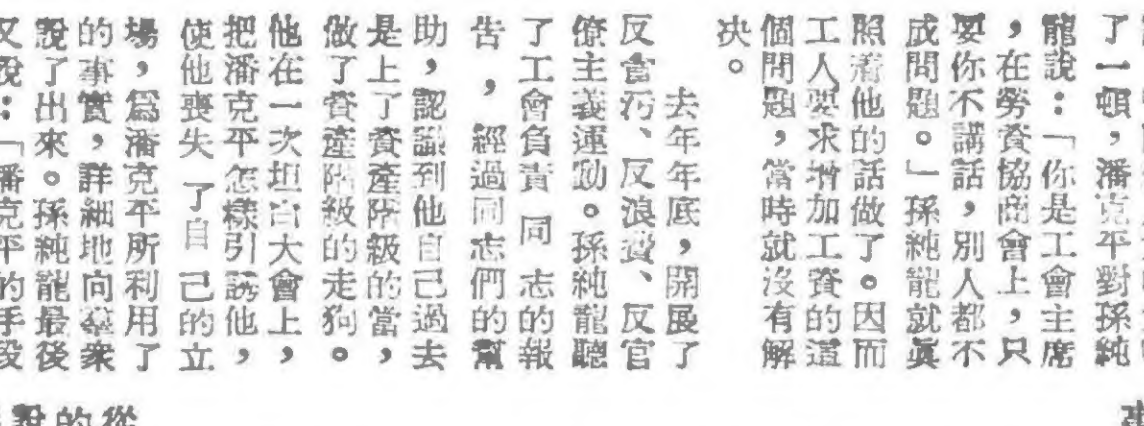 了一頓，潘克平對孫純
龍說：「你是工會主席
，在勞資協商會上，只
要你不講話，別人都不
成問題。」孫純龍就眞
照着他的話做了。因而
工人要求增加工資的這
個問題，當時就沒有解
決。
去年年底，開展了
反貪污、反浪費、反官
僚主義運動。孫純龍聽
了工會負責同志的報
告，經過同志們的幫
助，認識到他自己過去
是上了資產階級的當，
做了資產階級的走狗。
他在一次坦白大會上，
把潘克平怎樣引誘他，
使他喪失了自己的立
場，爲潘克平所利用了
的事實，詳細地向羣衆
說了出來。孫純龍最後
又說：「潘克平的手段
從
的
說